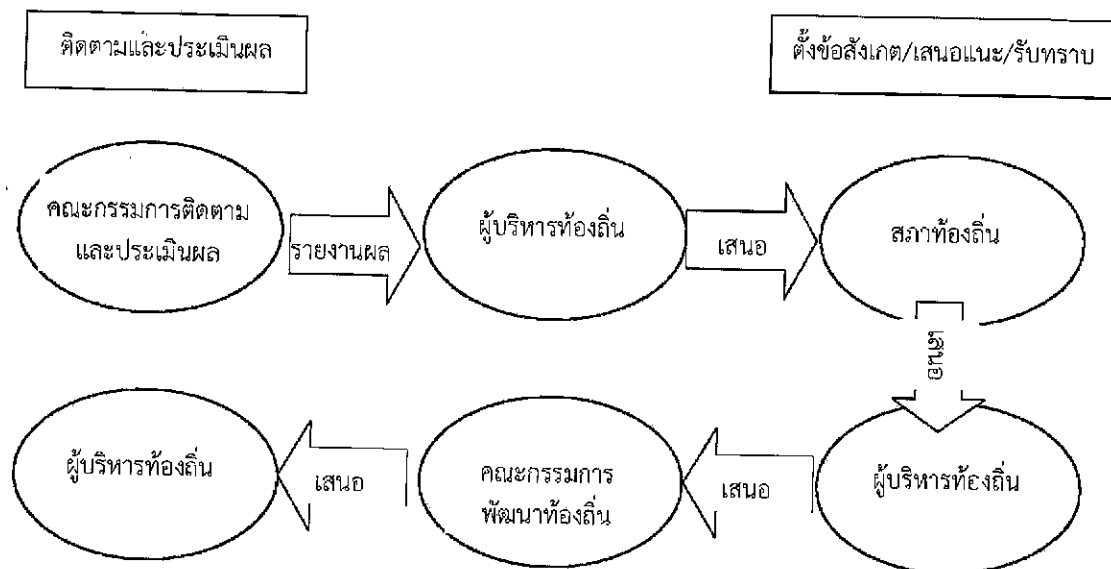 ติดตามและประเมินผล
ตั้งข้อสังเกต/เสนอแนะ/รับทราบ
คณะกรรมการติดตาม
และประเมินผล
รายงานผล
ผู้บริหารท้องถิ่น
เสนอ
สภาท้องถิ่น
เสนอ
ผู้บริหารท้องถิ่น
เสนอ
คณะกรรมการ
พัฒนาท้องถิ่น
เสนอ
ผู้บริหารท้องถิ่น